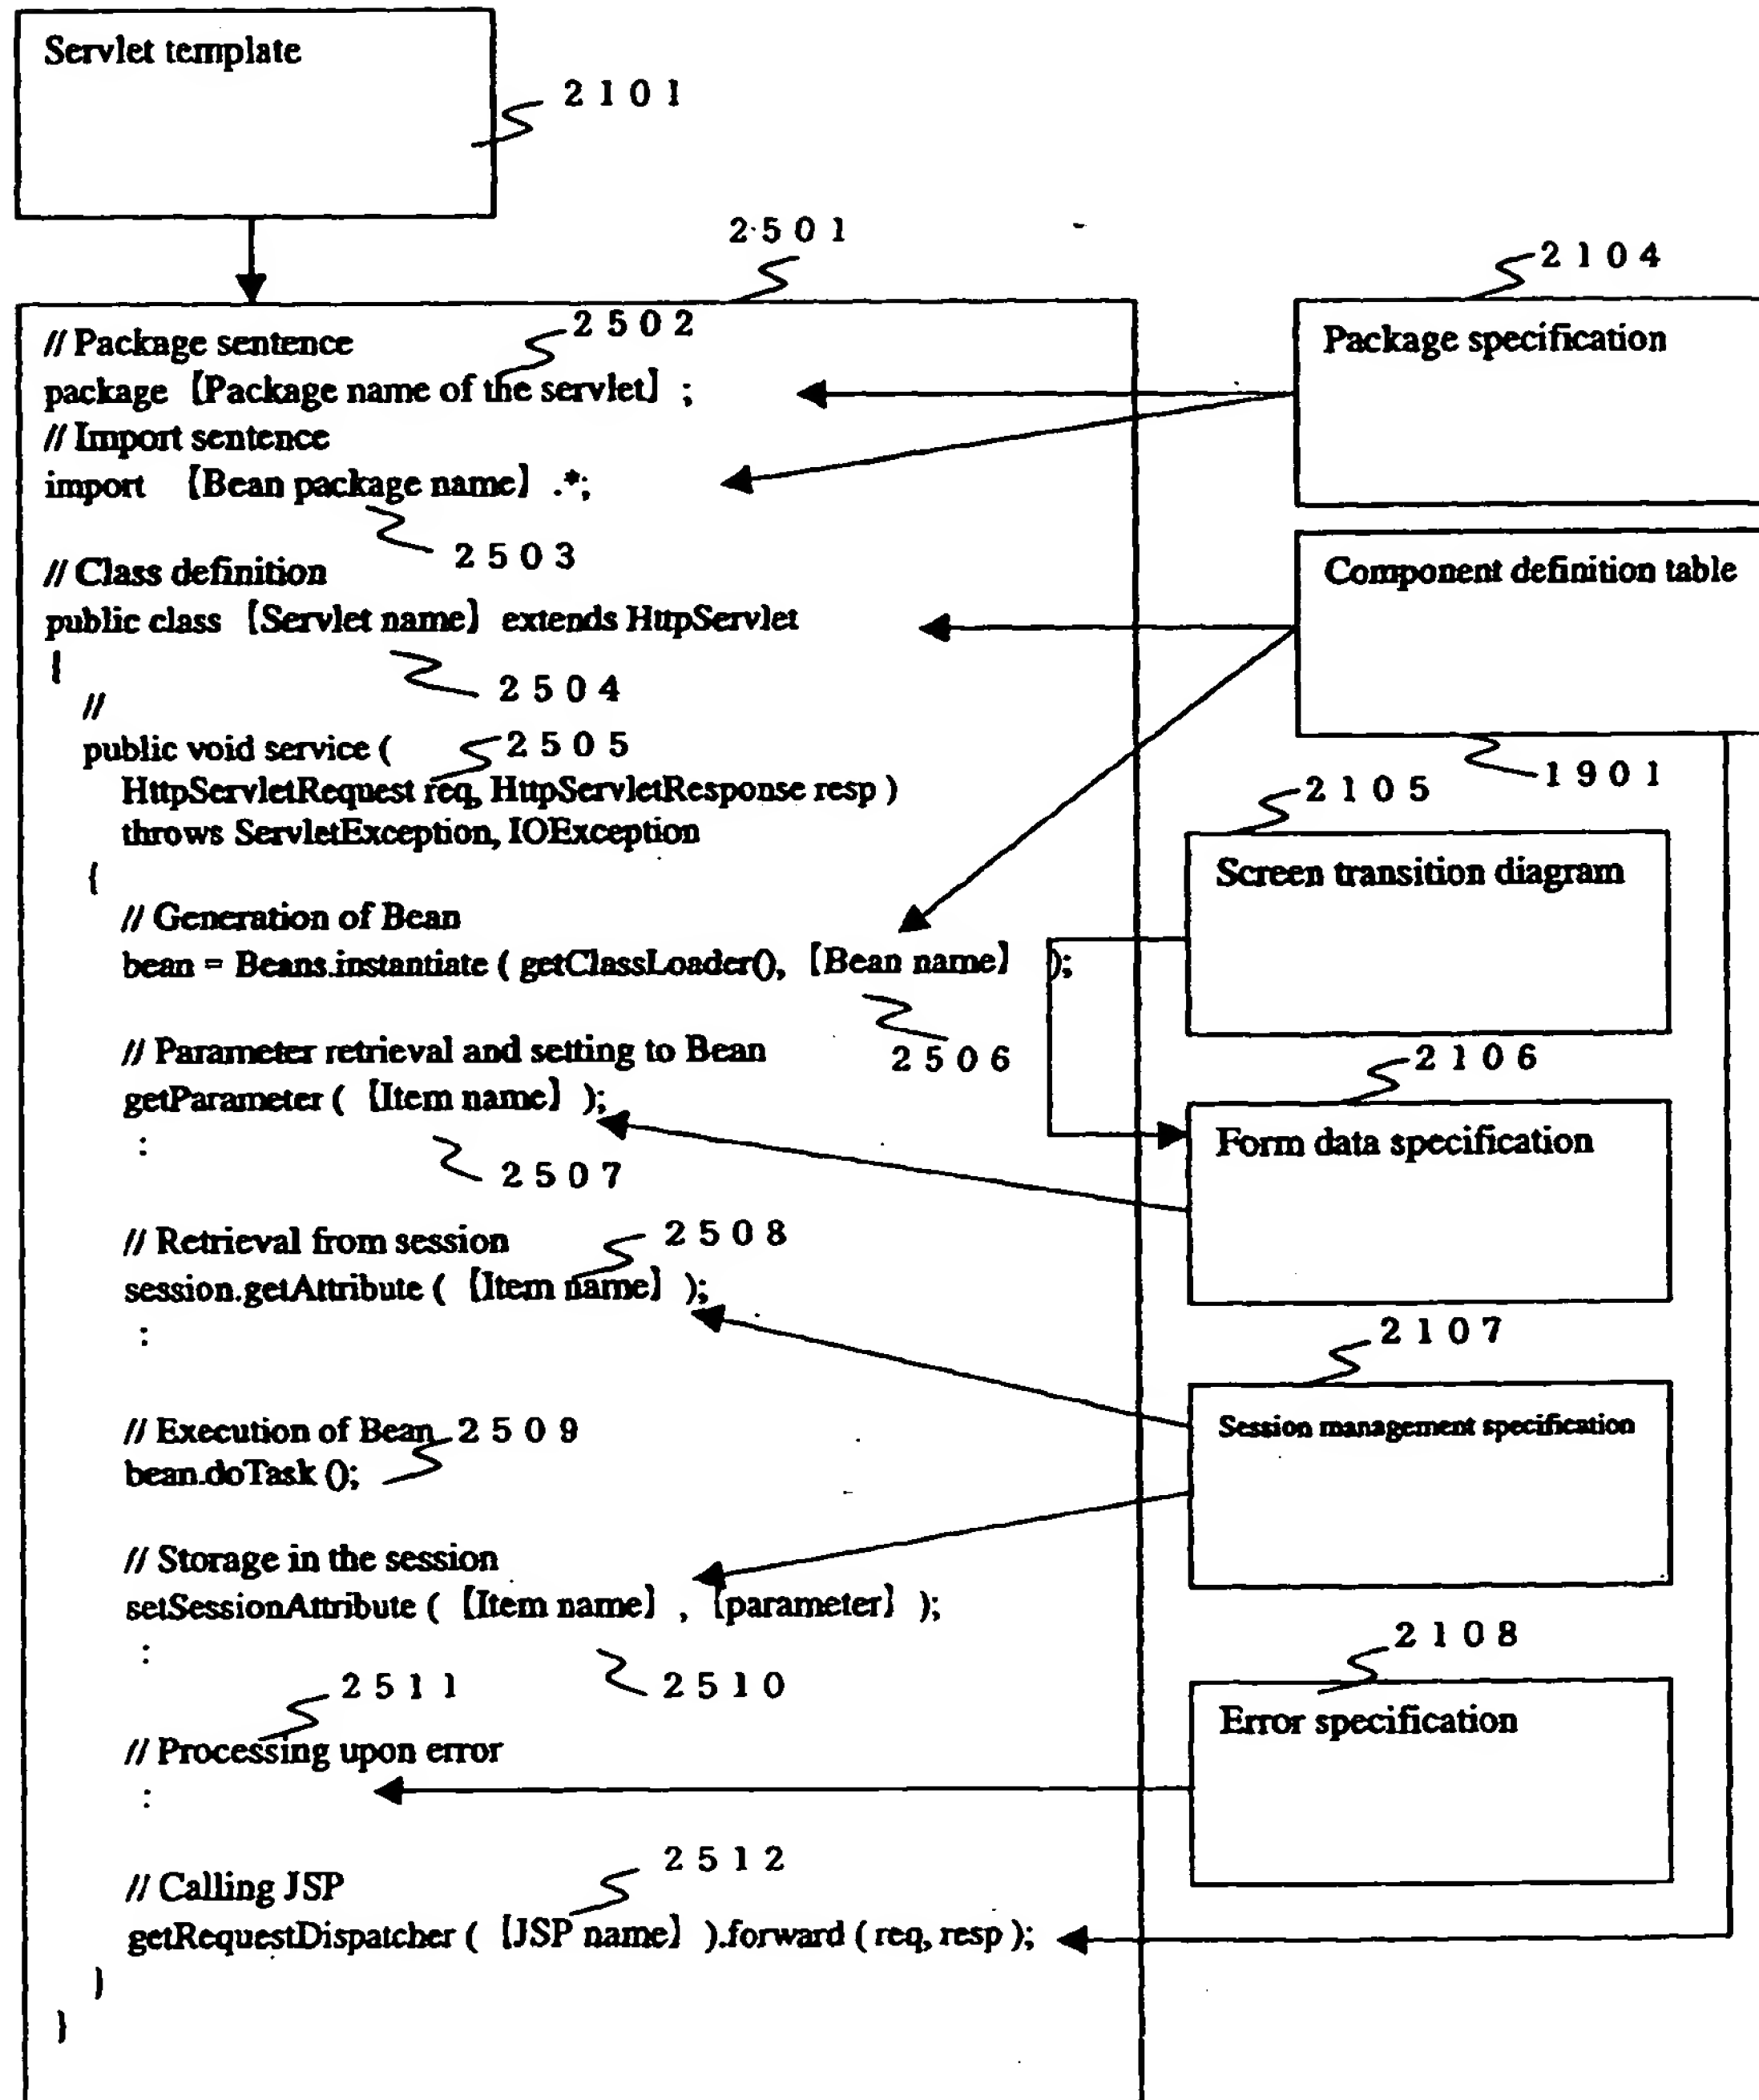 Servlet template
2101
2501
// Package sentence
2502
package 【Package name of the servlet】 ;
// Import sentence
import 【Bean package name】 .*;
2503
// Class definition
public class 【Servlet name】 extends HttpServlet
{
2504
//
public void service (
2505
HttpServletRequest req, HttpServletResponse resp )
throws ServletException, IOException
{
// Generation of Bean
bean = Beans.instantiate ( getClassLoader(), 【Bean name】 );
2506
// Parameter retrieval and setting to Bean
getParameter ( 【Item name】 );
:
2507
// Retrieval from session
2508
session.getAttribute ( 【Item name】 );
:
// Execution of Bean
2509
bean.doTask ();
// Storage in the session
setSessionAttribute ( 【Item name】 , 【parameter】 );
:
2510
2511
// Processing upon error
:
// Calling JSP
2512
getRequestDispatcher ( 【JSP name】 ).forward ( req, resp );
}
}
2104
Package specification
Component definition table
1901
2105
Screen transition diagram
2106
Form data specification
2107
Session management specification
2108
Error specification